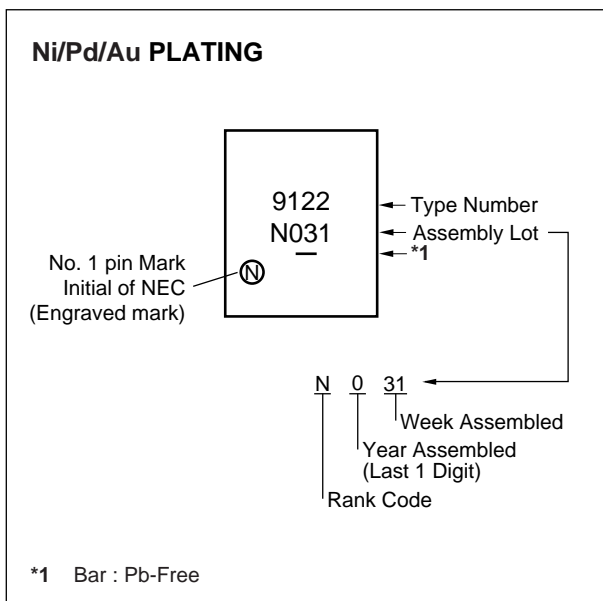 Ni/Pd/Au PLATING
9122
N031
Type Number
Assembly Lot
*1
No. 1 pin Mark
Initial of NEC
(Engraved mark)
N
N 0 31
Week Assembled
Year Assembled
(Last 1 Digit)
Rank Code
*1 Bar : Pb-Free